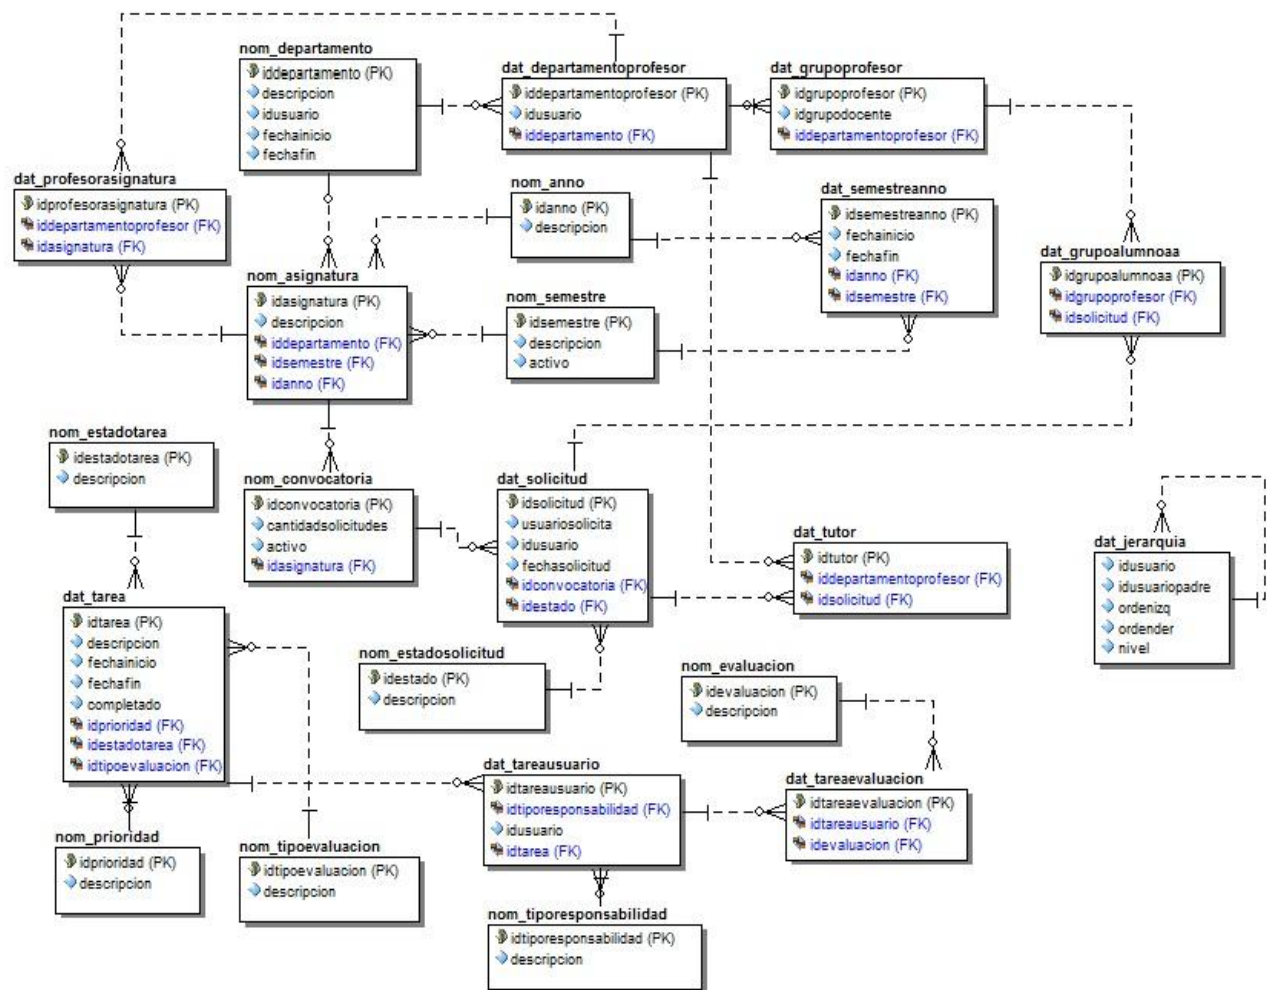 nom_departamento
iddepartamento (PK)
descripcion
idusuario
fechainicio
fechafin
dat_departamentoprofesor
iddepartamentoprofesor (PK)
idusuario
iddepartamento (FK)
dat_grupoprofesor
idgrupoprofesor (PK)
idgrupodocente
iddepartamentoprofesor (FK)
dat_profesorasignatura
idprofesorasignatura (PK)
iddepartamentoprofesor (FK)
idasignatura (FK)
nom_anno
idanno (PK)
descripcion
dat_semestreanno
idsemestreanno (PK)
fechainicio
fechafin
idanno (FK)
idsemestre (FK)
dat_grupoalumnoaa
idgrupoalumnoaa (PK)
idgrupoprofesor (FK)
idsolicitud (FK)
nom_asignatura
idasignatura (PK)
descripcion
iddepartamento (FK)
idsemestre (FK)
idanno (FK)
nom_semestre
idsemestre (PK)
descripcion
activo
nom_estadotarea
idestadotarea (PK)
descripcion
nom_convocatoria
idconvocatoria (PK)
cantidadsolicitudes
activo
idasignatura (FK)
dat_solicitud
idsolicitud (PK)
usuariosolicita
idusuario
fechasolicitud
idconvocatoria (FK)
idestado (FK)
dat_tutor
idtutor (PK)
iddepartamentoprofesor (FK)
idsolicitud (FK)
dat_jerarquia
idusuario
idusuariopadre
ordenizq
ordender
nivel
dat_tarea
idtarea (PK)
descripcion
fechainicio
fechafin
completado
idprioridad (FK)
idestadotarea (FK)
idtipoevaluacion (FK)
nom_estadosolicitud
idestado (PK)
descripcion
nom_evaluacion
idevaluacion (PK)
descripcion
dat_tareausuario
idtareausuario (PK)
idtiporesponsabilidad (FK)
idusuario
idtarea (FK)
dat_tareaevaluacion
idtareaevaluacion (PK)
idtareausuario (FK)
idevaluacion (FK)
nom_prioridad
idprioridad (PK)
descripcion
nom_tipoevaluacion
idtipoevaluacion (PK)
descripcion
nom_tiporesponsabilidad
idtiporesponsabilidad (PK)
descripcion